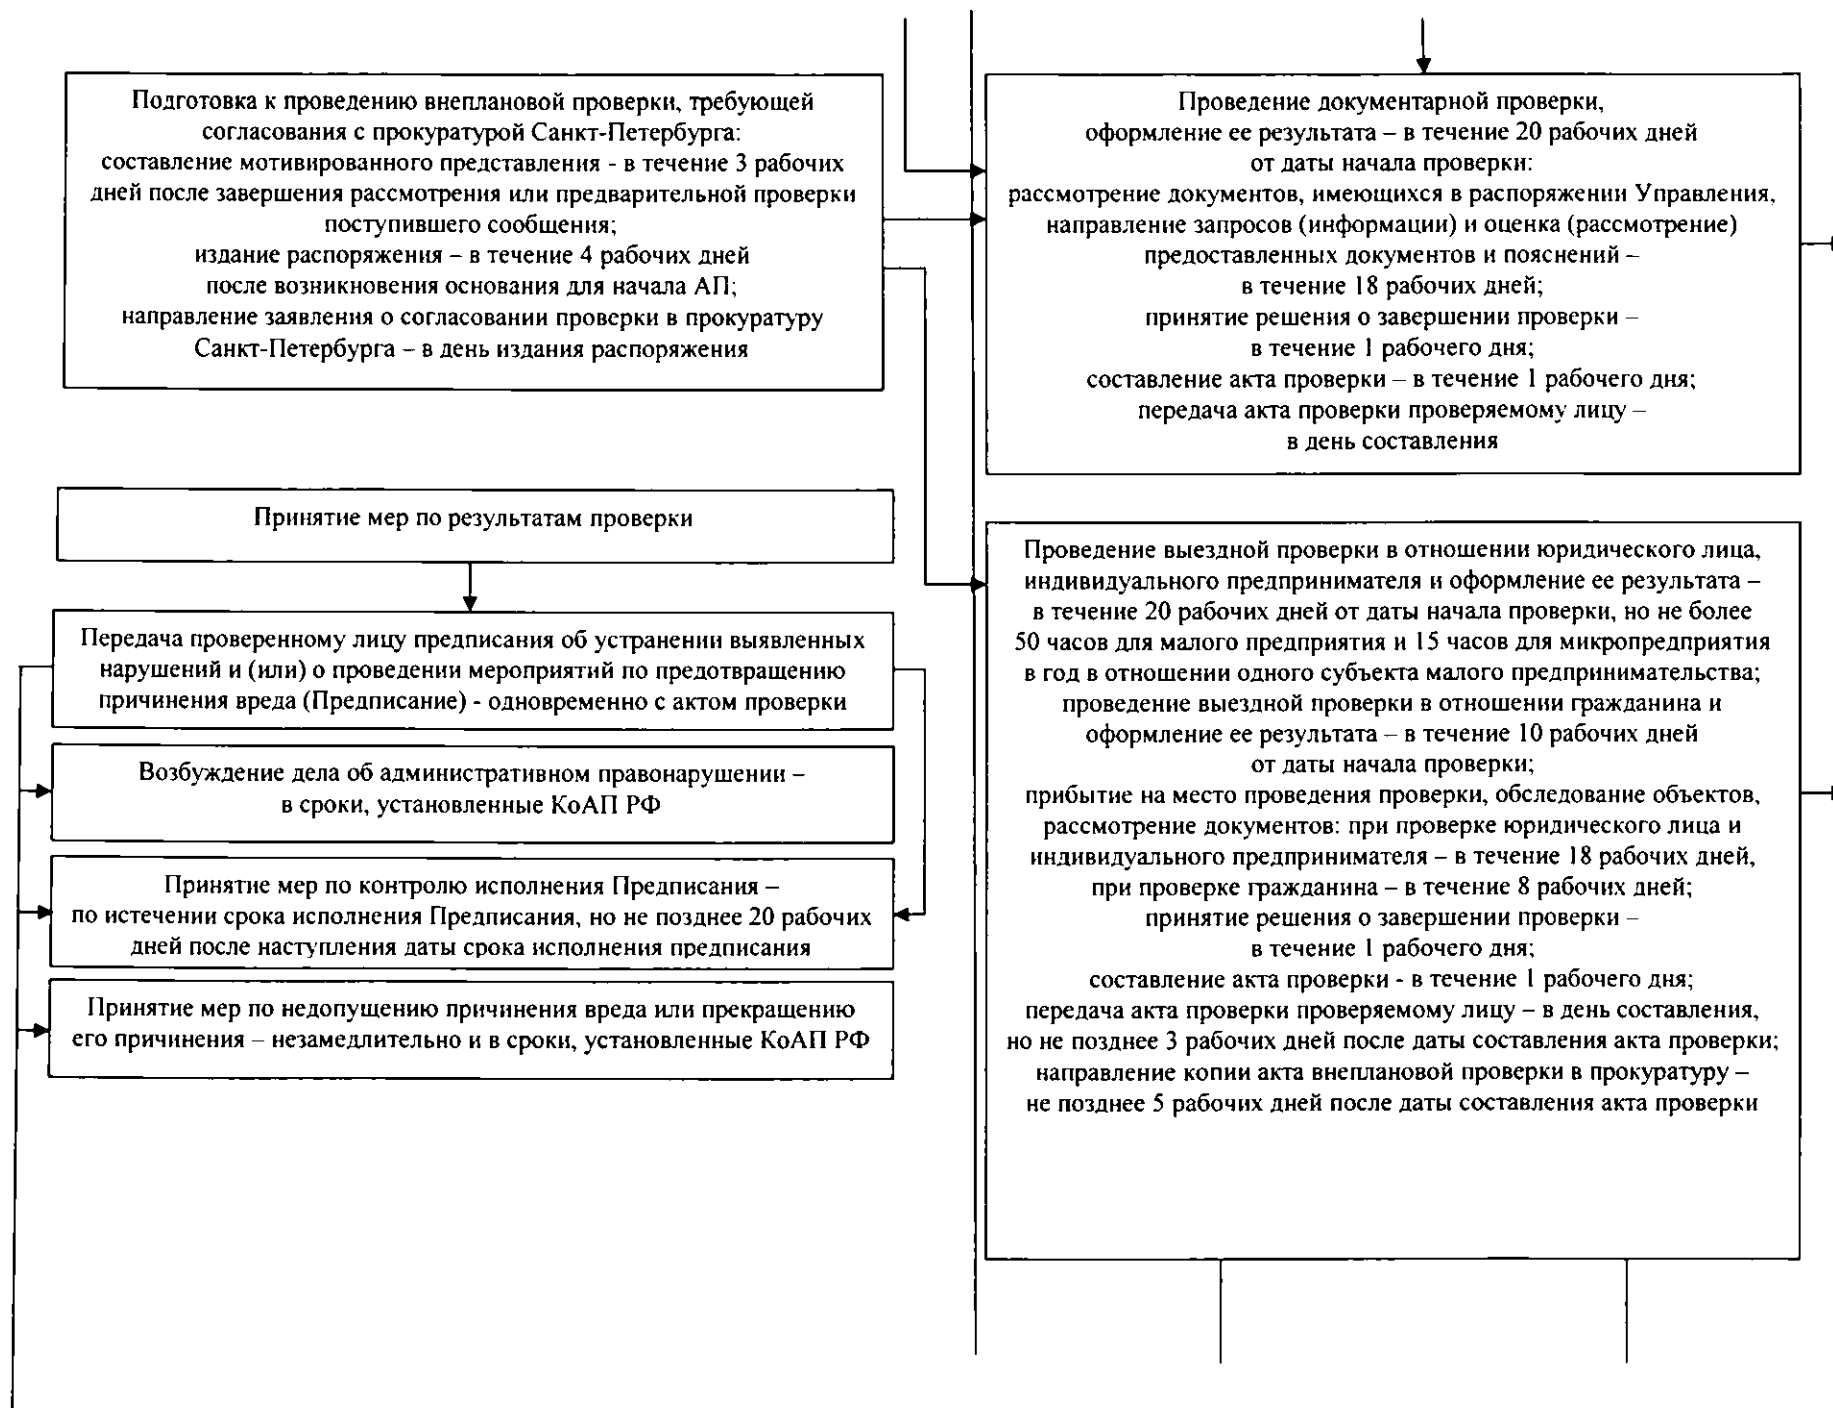 Подготовка к проведению внеплановой проверки, требующей
согласования с прокуратурой Санкт-Петербурга:
составление мотивированного представления - в течение 3 рабочих
дней после завершения рассмотрения или предварительной проверки
поступившего сообщения;
издание распоряжения – в течение 4 рабочих дней
после возникновения основания для начала АП;
направление заявления о согласовании проверки в прокуратуру
Санкт-Петербурга – в день издания распоряжения
Принятие мер по результатам проверки
Передача проверенному лицу предписания об устранении выявленных
нарушений и (или) о проведении мероприятий по предотвращению
причинения вреда (Предписание) - одновременно с актом проверки
Возбуждение дела об административном правонарушении –
в сроки, установленные КоАП РФ
Принятие мер по контролю исполнения Предписания –
по истечении срока исполнения Предписания, но не позднее 20 рабочих
дней после наступления даты срока исполнения предписания
Принятие мер по недопущению причинения вреда или прекращению
его причинения – незамедлительно и в сроки, установленные КоАП РФ
Проведение документарной проверки,
оформление ее результата – в течение 20 рабочих дней
от даты начала проверки:
рассмотрение документов, имеющихся в распоряжении Управления,
направление запросов (информации) и оценка (рассмотрение)
предоставленных документов и пояснений –
в течение 18 рабочих дней;
принятие решения о завершении проверки –
в течение 1 рабочего дня;
составление акта проверки – в течение 1 рабочего дня;
передача акта проверки проверяемому лицу –
в день составления
Проведение выездной проверки в отношении юридического лица,
индивидуального предпринимателя и оформление ее результата –
в течение 20 рабочих дней от даты начала проверки, но не более
50 часов для малого предприятия и 15 часов для микропредприятия
в год в отношении одного субъекта малого предпринимательства;
проведение выездной проверки в отношении гражданина и
оформление ее результата – в течение 10 рабочих дней
от даты начала проверки;
прибытие на место проведения проверки, обследование объектов,
рассмотрение документов: при проверке юридического лица и
индивидуального предпринимателя – в течение 18 рабочих дней,
при проверке гражданина – в течение 8 рабочих дней;
принятие решения о завершении проверки –
в течение 1 рабочего дня;
составление акта проверки - в течение 1 рабочего дня;
передача акта проверки проверяемому лицу – в день составления,
но не позднее 3 рабочих дней после даты составления акта проверки;
направление копии акта внеплановой проверки в прокуратуру –
не позднее 5 рабочих дней после даты составления акта проверки